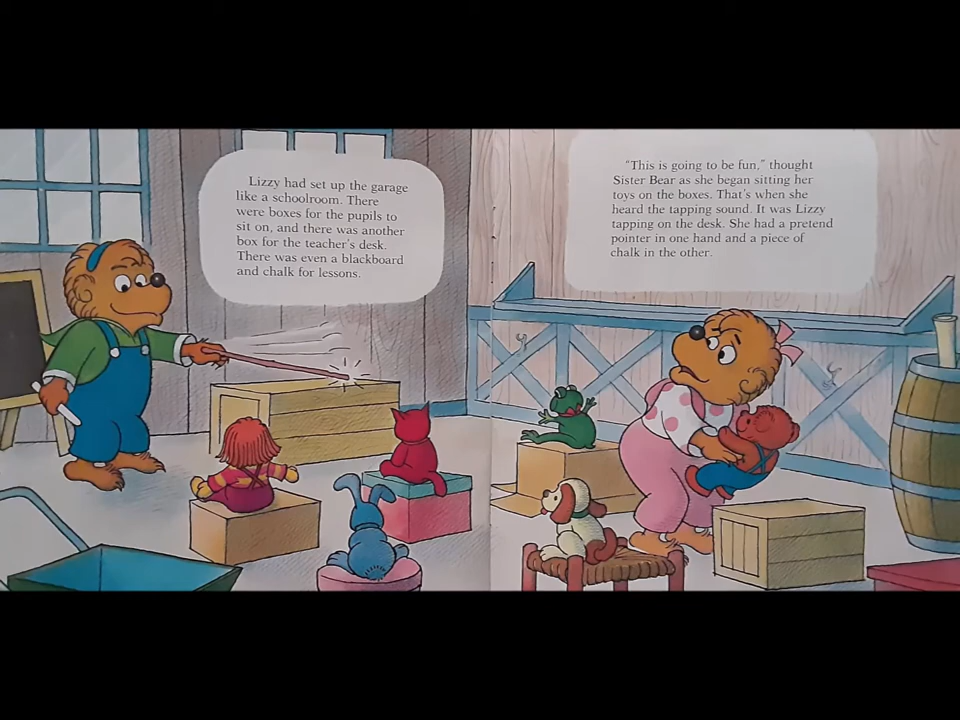 Lizzy had set up the garage
like a schoolroom. There
were boxes for the pupils to
sit on, and there was another
box for the teacher's desk.
There was even a blackboard
and chalk for lessons.
"This is going to be fun," thought
Sister Bear as she began sitting her
toys on the boxes. That's when she
heard the tapping sound. It was Lizzy
tapping on the desk. She had a pretend
pointer in one hand and a piece of
chalk in the other.